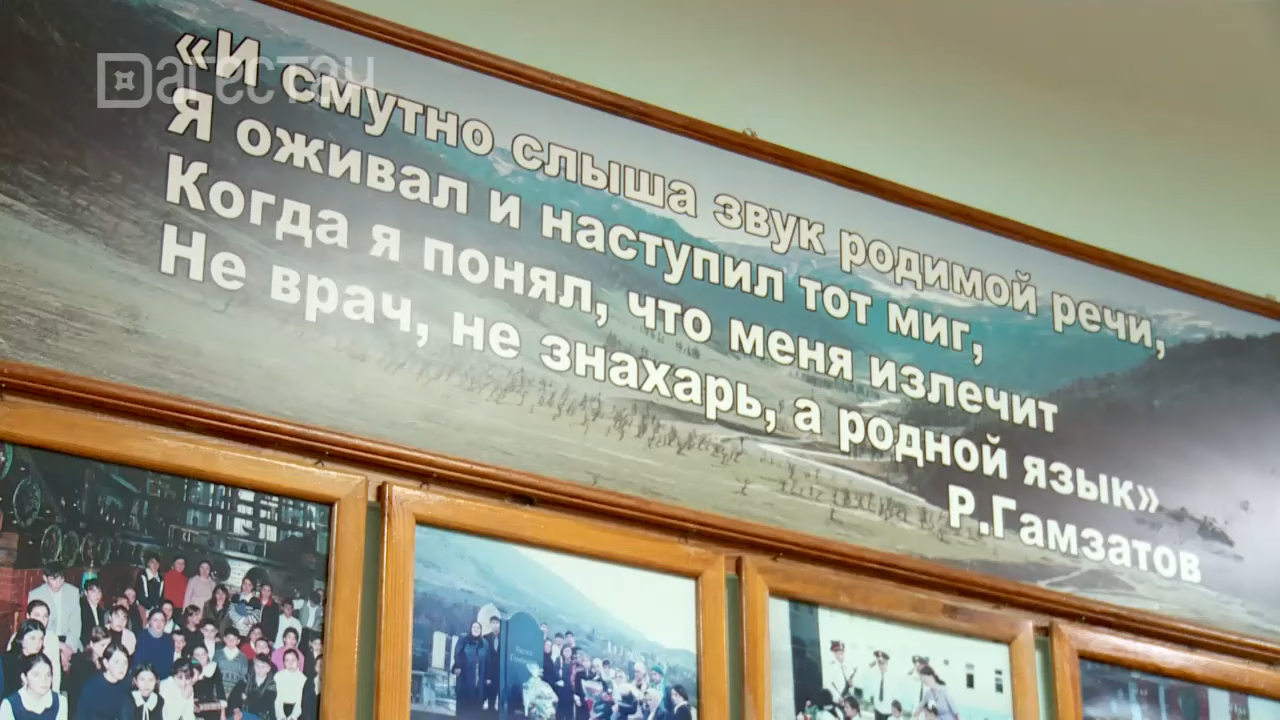 Дагестан
«И смутно слыша звук родимой речи,
Я оживал и наступил тот миг,
Когда я понял, что меня излечит
Не врач, не знахарь, а родной язык»
Р.Гамзатов